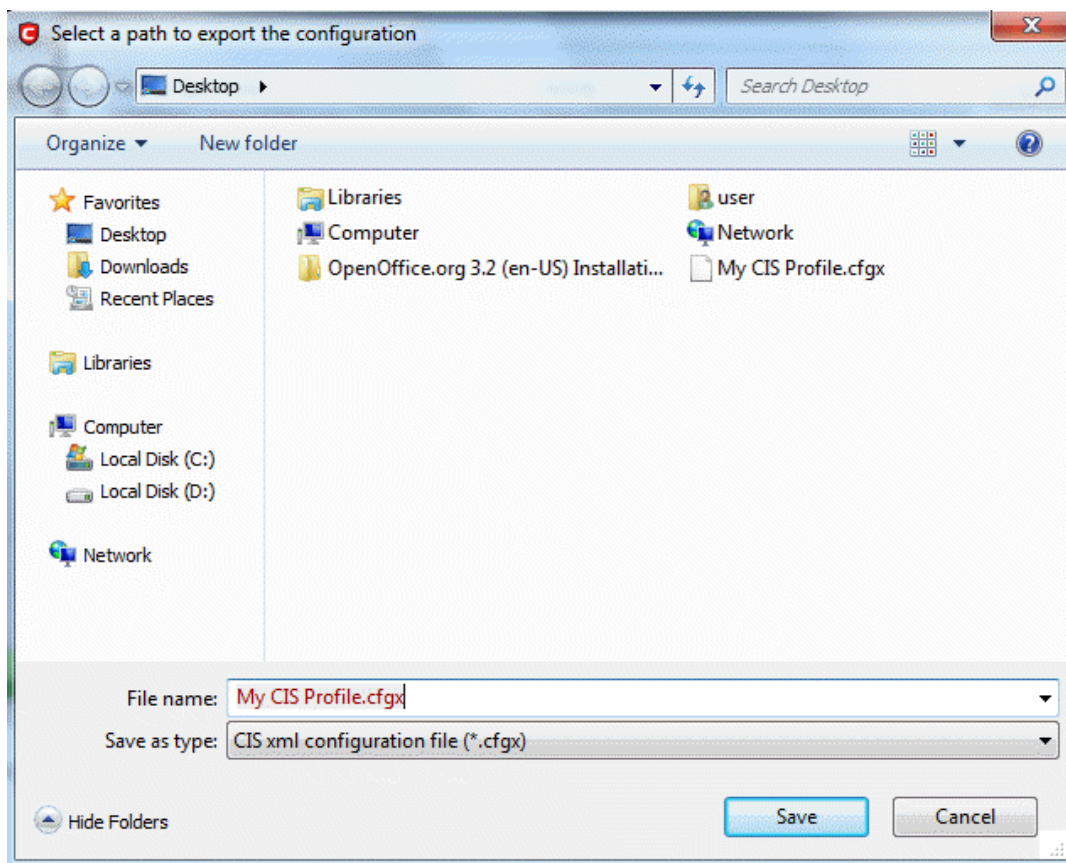 Select a path to export the configuration
Desktop
Search Desktop
Organize
New folder
Favorites
Desktop
Downloads
Recent Places
Libraries
Computer
Local Disk (C:)
Local Disk (D:)
Network
Libraries
user
Computer
Network
OpenOffice.org 3.2 (en-US) Installati...
My CIS Profile.cfgx
File name: My CIS Profile.cfgx
Save as type: CIS xml configuration file (*.cfgx)
Hide Folders
Save
Cancel